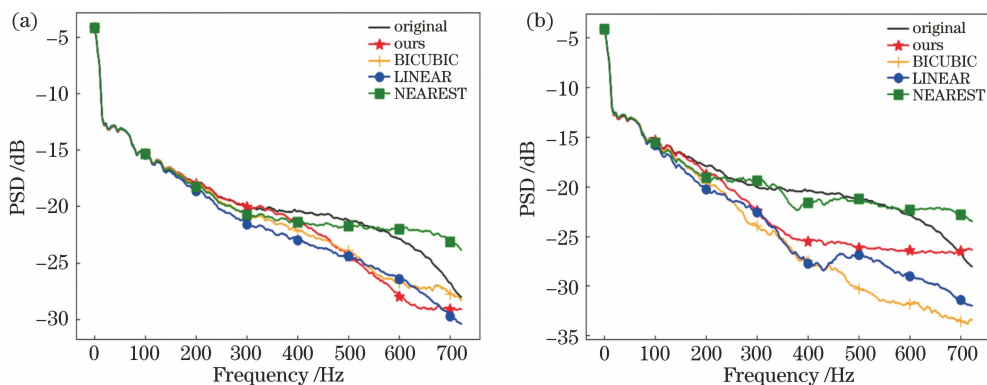 (a)
original
ours
BICUBIC
LINEAR
NEAREST
PSD /dB
−5
−10
−15
−20
−25
−30
0 100 200 300 400 500 600 700
Frequency /Hz
(b)
original
ours
BICUBIC
LINEAR
NEAREST
PSD /dB
−5
−10
−15
−20
−25
−30
−35
0 100 200 300 400 500 600 700
Frequency /Hz